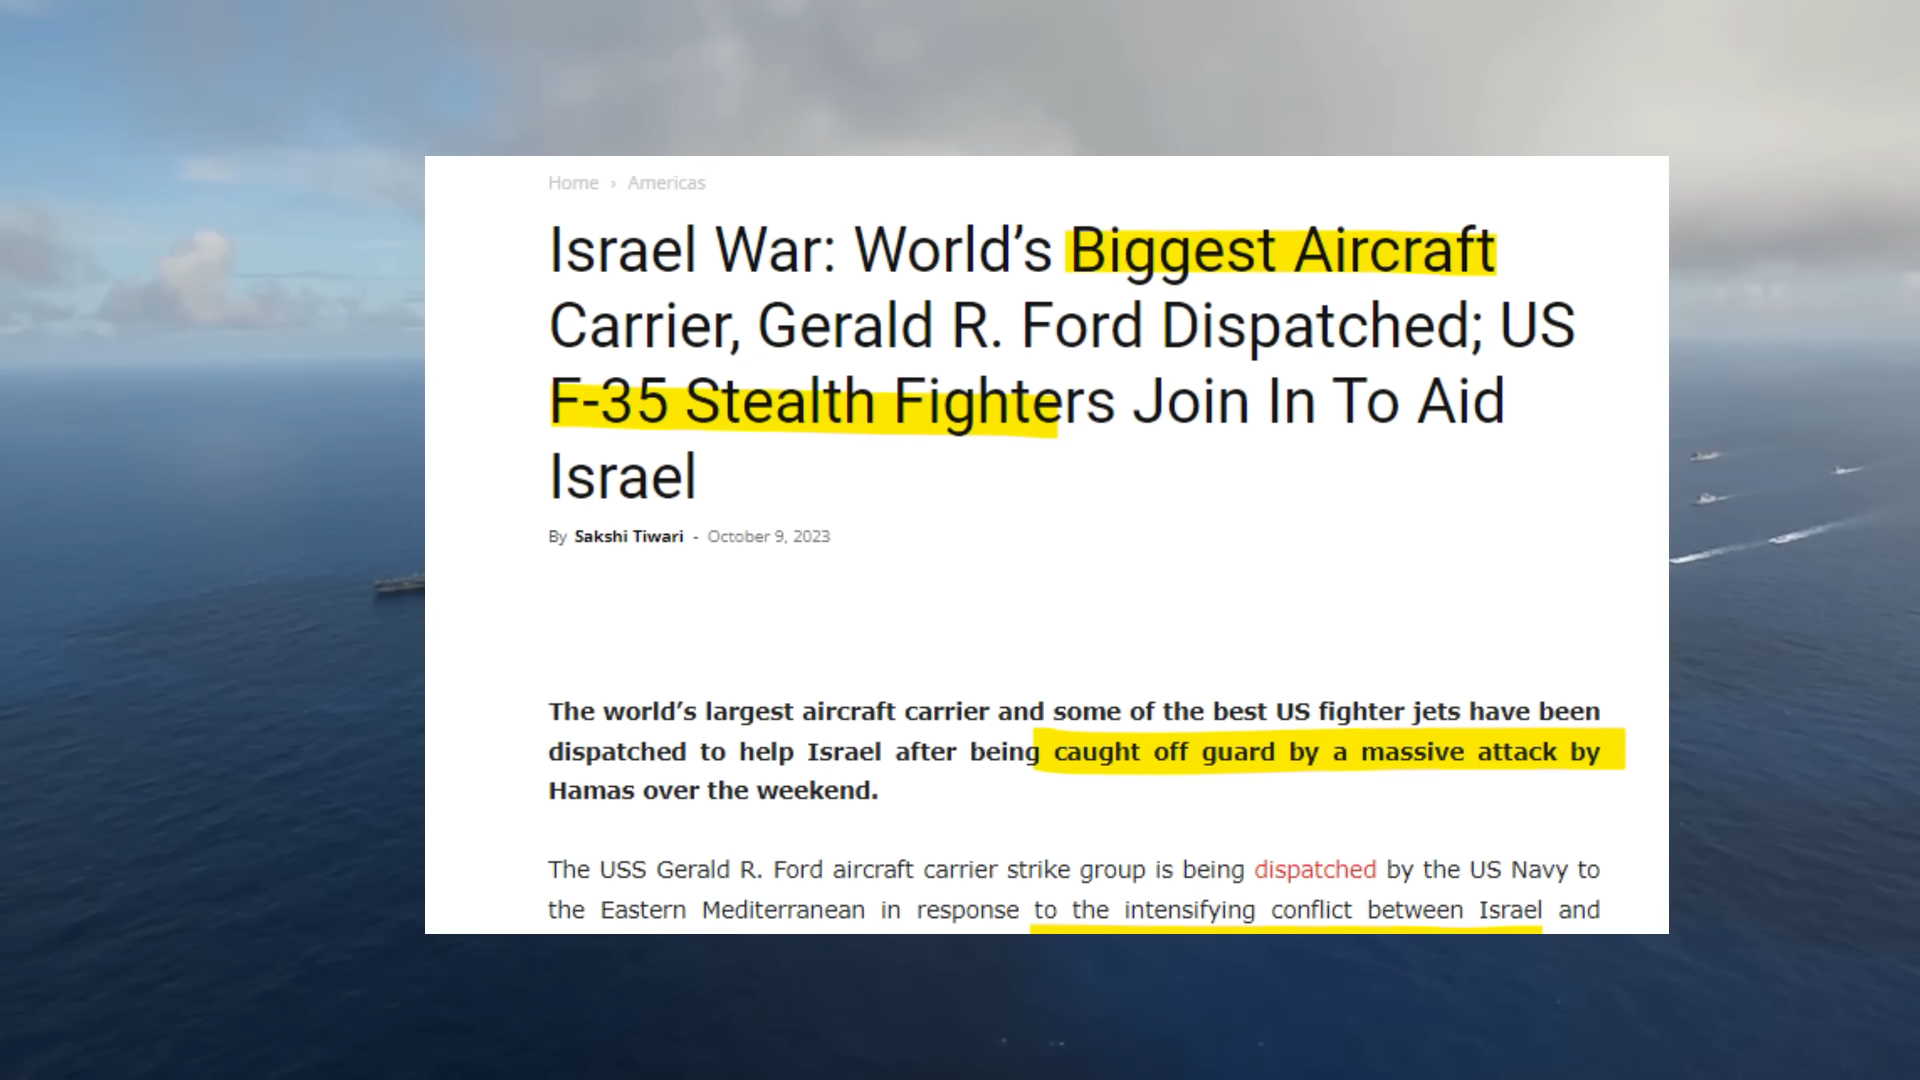 Home › Americas
Israel War: World’s Biggest Aircraft
Carrier, Gerald R. Ford Dispatched; US
F-35 Stealth Fighters Join In To Aid
Israel
By Sakshi Tiwari - October 9, 2023
The world’s largest aircraft carrier and some of the best US fighter jets have been
dispatched to help Israel after being caught off guard by a massive attack by
Hamas over the weekend.
The USS Gerald R. Ford aircraft carrier strike group is being dispatched by the US Navy to
the Eastern Mediterranean in response to the intensifying conflict between Israel and